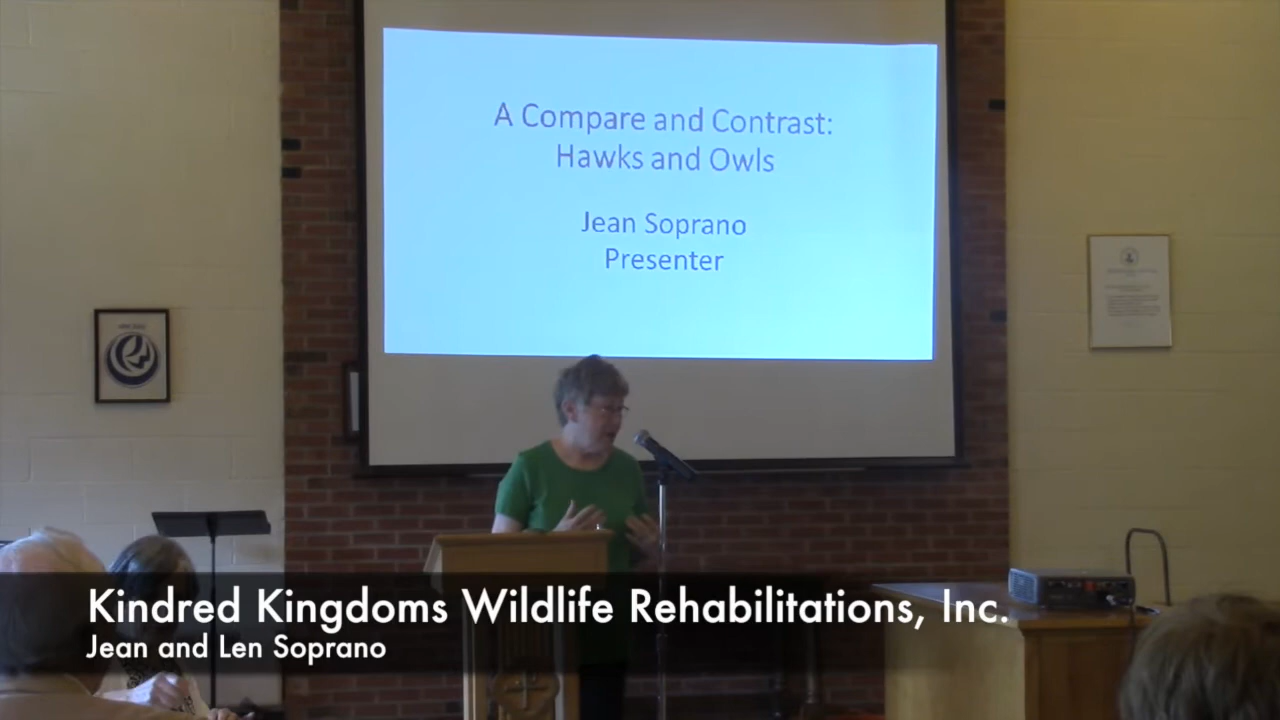 A Compare and Contrast:
Hawks and Owls
Jean Soprano
Presenter
Kindred Kingdoms Wildlife Rehabilitations, Inc.
Jean and Len Soprano